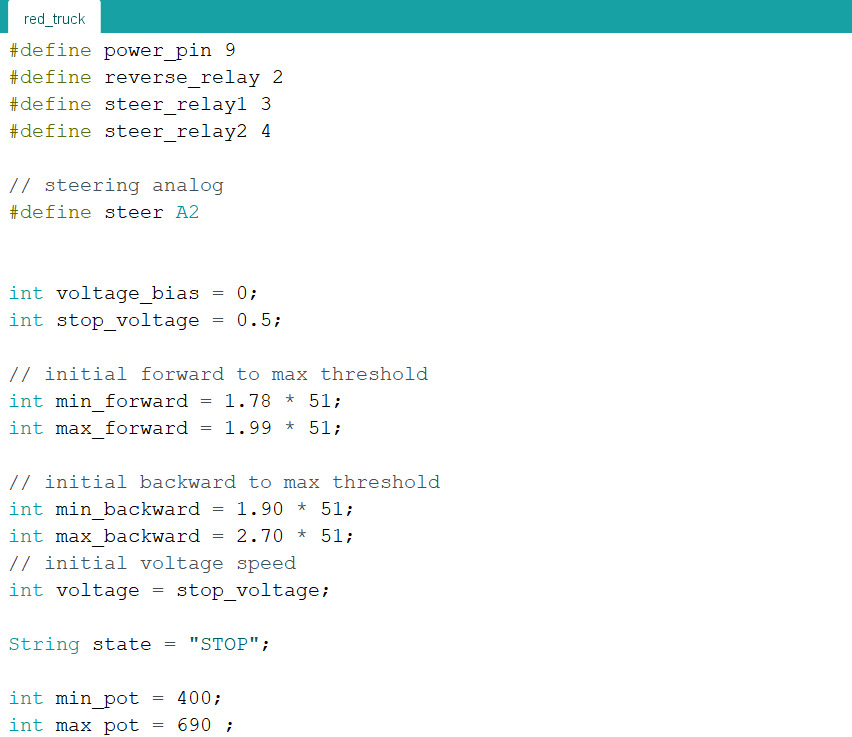 red_truck
#define power_pin 9
#define reverse_relay 2
#define steer_relay1 3
#define steer_relay2 4
// steering analog
#define steer A2
int voltage_bias = 0;
int stop_voltage = 0.5;
// initial forward to max threshold
int min_forward = 1.78 * 51;
int max_forward = 1.99 * 51;
// initial backward to max threshold
int min_backward = 1.90 * 51;
int max_backward = 2.70 * 51;
// initial voltage speed
int voltage = stop_voltage;
String state = "STOP";
int min_pot = 400;
int max_pot = 690 ;